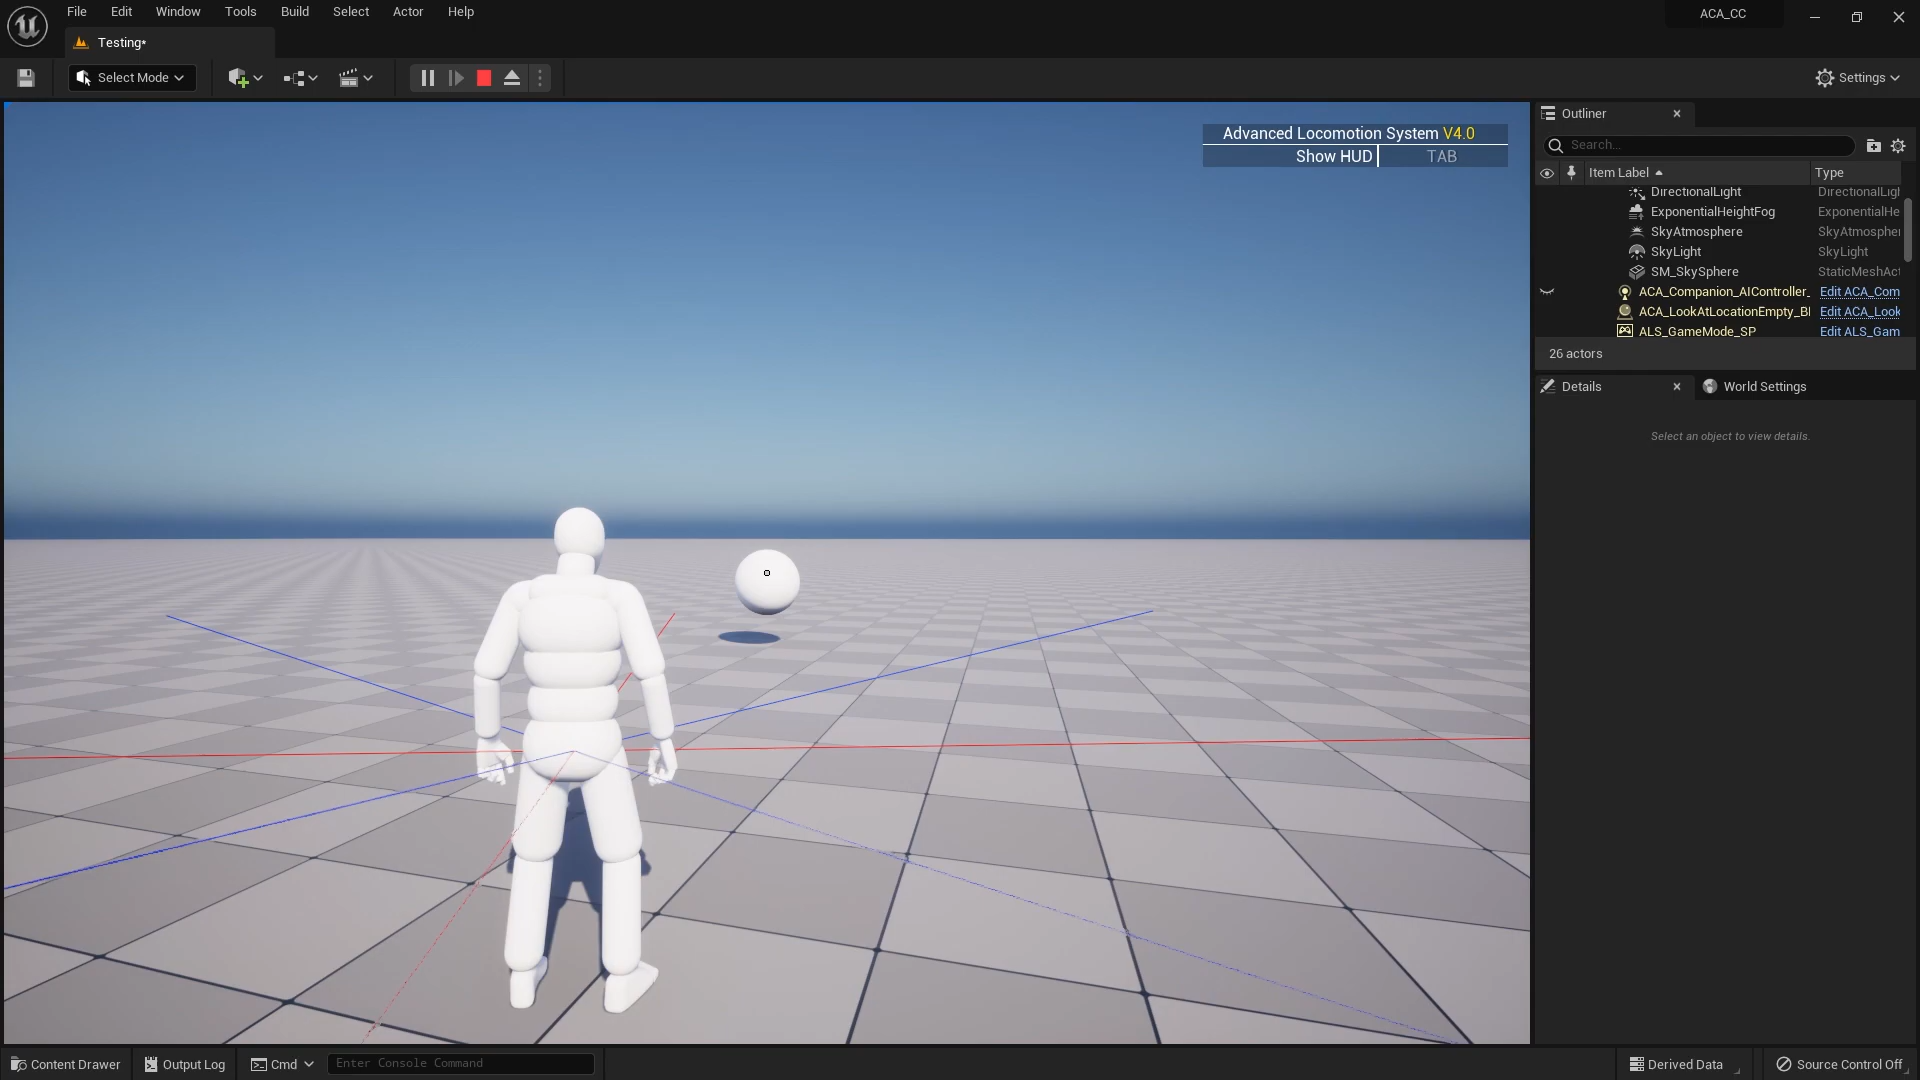 File Edit Window Tools Build Select Actor Help
ACA_CC
Testing*
Select Mode
Settings
Advanced Locomotion System V4.0
Show HUD TAB
Outliner
Search...
Item Label Type
DirectionalLight DirectionalLigh
ExponentialHeightFog ExponentialHe
SkyAtmosphere SkyAtmospher
SkyLight SkyLight
SM_SkySphere StaticMeshAct
ACA_Companion_AIController_ Edit ACA_Com
ACA_LookAtLocationEmpty_B Edit ACA_Look
ALS_GameMode_SP Edit ALS_Gam
26 actors
Details World Settings
Select an object to view details.
Content Drawer Output Log Cmd Enter Console Command Derived Data Source Control Off